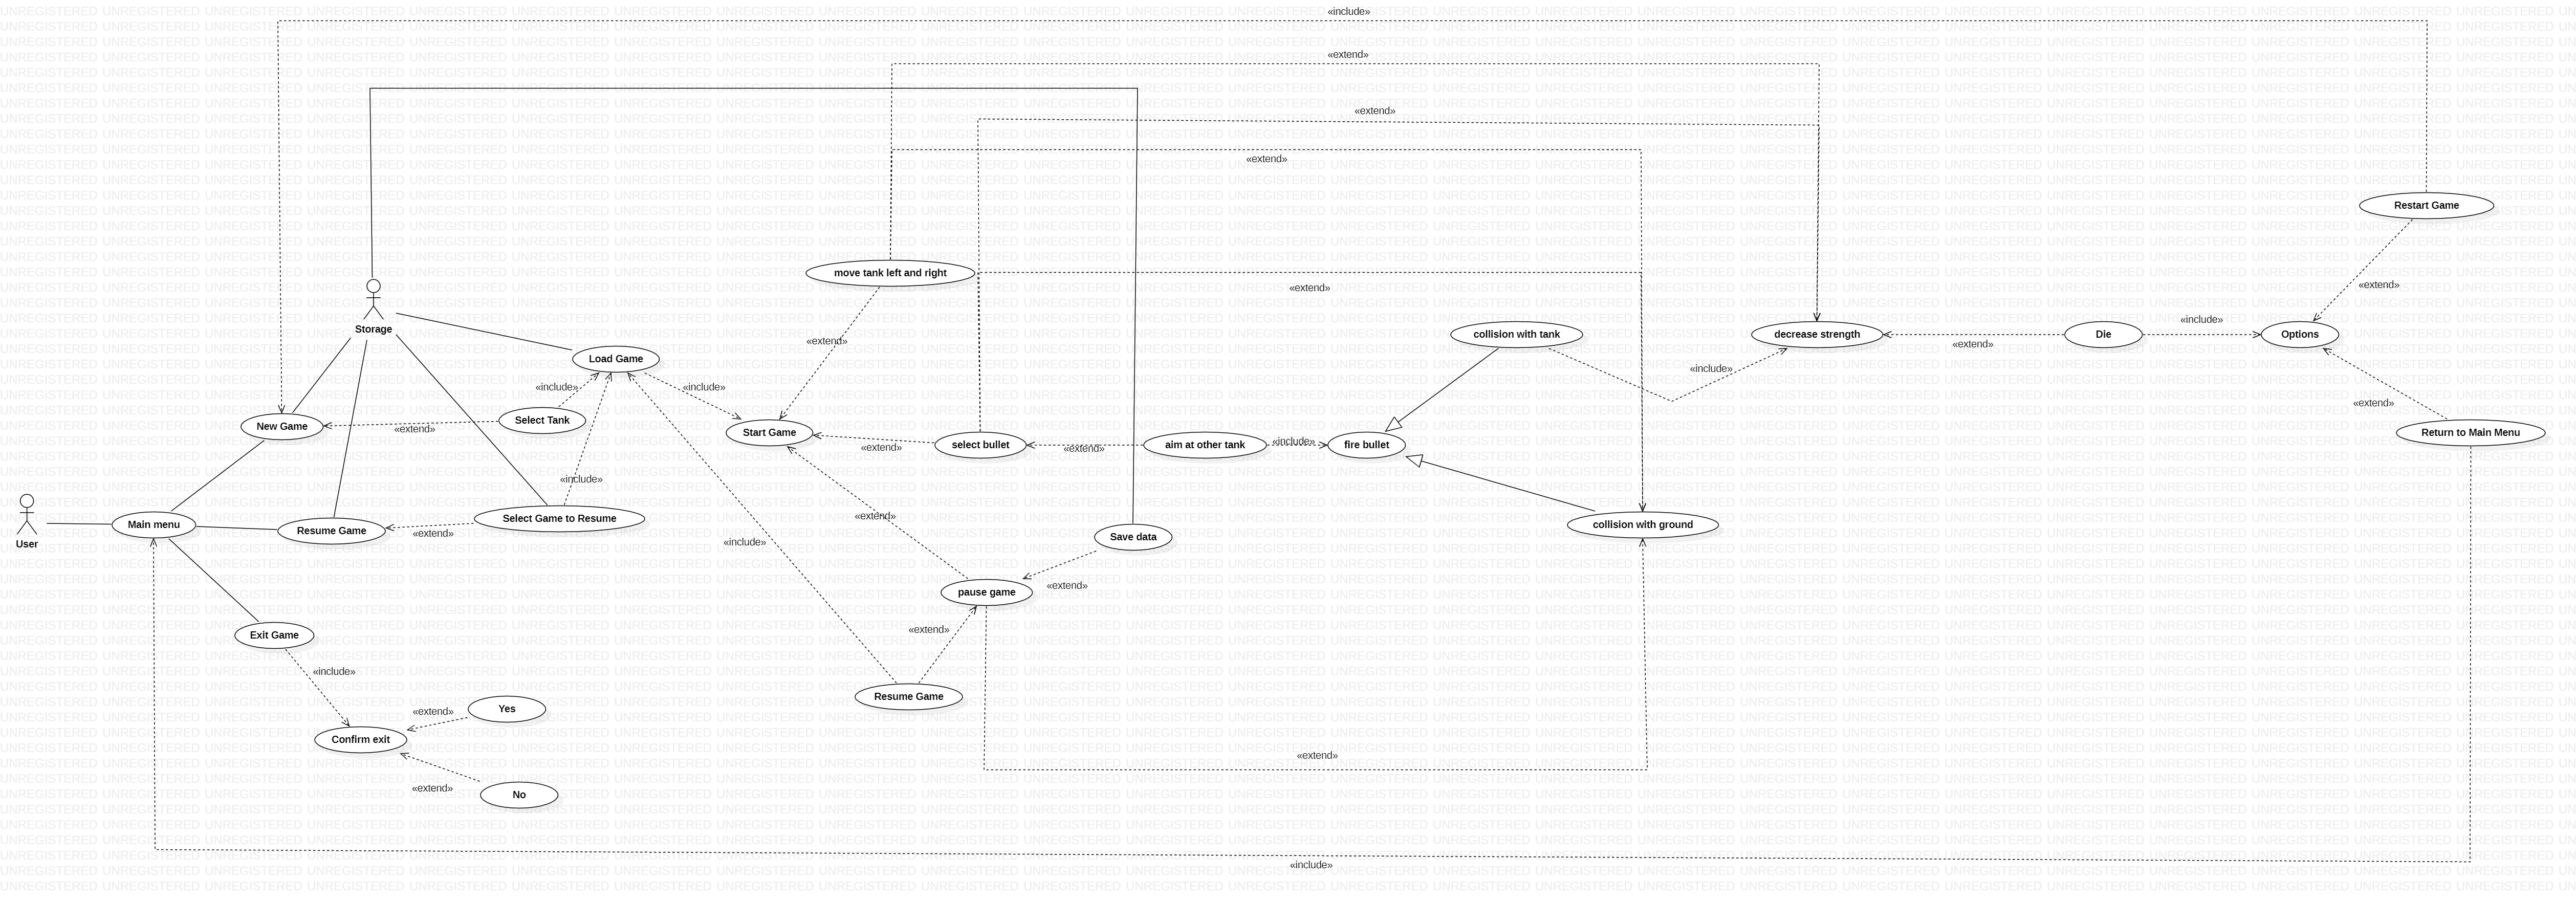 «include»
«extend»
«extend»
«extend»
Restart Game
move tank left and right
«extend»
«extend»
Storage
«include»
collision with tank
decrease strength
Die
Options
«extend»
«extend»
Load Game
«include»
«include»
«include»
«extend»
Select Tank
New Game
«extend»
Start Game
Return to Main Menu
«extend»
select bullet
«extend»
aim at other tank
«include»
fire bullet
«include»
Select Game to Resume
«extend»
User
Main menu
Resume Game
«extend»
collision with ground
Save data
«include»
«extend»
pause game
«extend»
Exit Game
«include»
Resume Game
Yes
«extend»
Confirm exit
«extend»
«extend»
No
«include»
UNREGISTERED